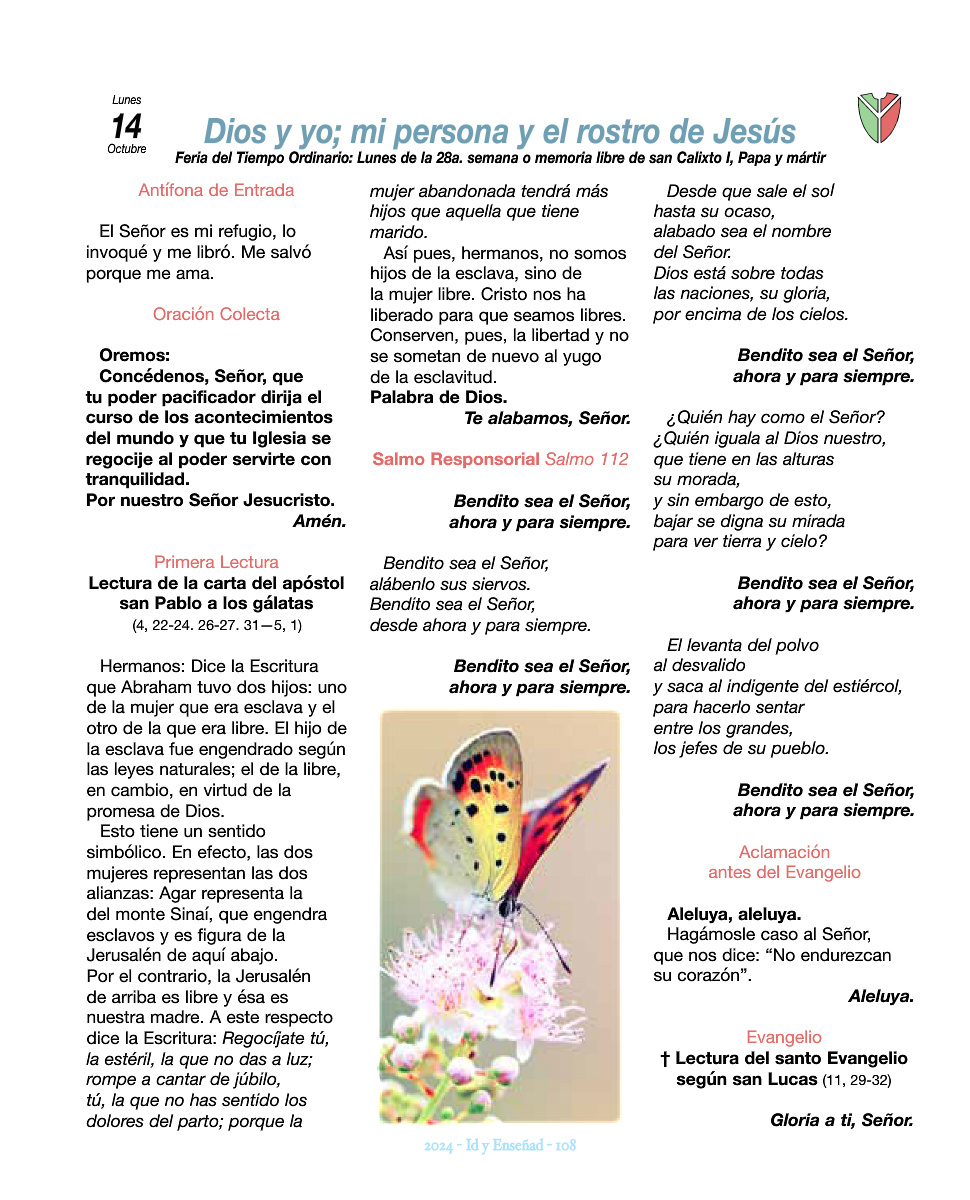 Lunes
14
Octubre
Dios y yo; mi persona y el rostro de Jesús
Feria del Tiempo Ordinario: Lunes de la 28a. semana o memoria libre de san Calixto I, Papa y mártir
Antífona de Entrada
El Señor es mi refugio, lo
invoqué y me libró. Me salvó
porque me ama.
Oración Colecta
Oremos:
Concédenos, Señor, que
tu poder pacificador dirija el
curso de los acontecimientos
del mundo y que tu Iglesia se
regocije al poder servirte con
tranquilidad.
Por nuestro Señor Jesucristo.
Amén.
Primera Lectura
Lectura de la carta del apóstol
san Pablo a los gálatas
(4, 22-24. 26-27. 31—5, 1)
Hermanos: Dice la Escritura
que Abraham tuvo dos hijos: uno
de la mujer que era esclava y el
otro de la que era libre. El hijo de
la esclava fue engendrado según
las leyes naturales; el de la libre,
en cambio, en virtud de la
promesa de Dios.
Esto tiene un sentido
simbólico. En efecto, las dos
mujeres representan las dos
alianzas: Agar representa la
del monte Sinaí, que engendra
esclavos y es figura de la
Jerusalén de aquí abajo.
Por el contrario, la Jerusalén
de arriba es libre y ésa es
nuestra madre. A este respecto
dice la Escritura: Regocíjate tú,
la estéril, la que no das a luz;
rompe a cantar de júbilo,
tú, la que no has sentido los
dolores del parto; porque la
mujer abandonada tendrá más
hijos que aquella que tiene
marido.
Así pues, hermanos, no somos
hijos de la esclava, sino de
la mujer libre. Cristo nos ha
liberado para que seamos libres.
Conserven, pues, la libertad y no
se sometan de nuevo al yugo
de la esclavitud.
Palabra de Dios.
Te alabamos, Señor.
Salmo Responsorial Salmo 112
Bendito sea el Señor,
ahora y para siempre.
Bendito sea el Señor,
alábenlo sus siervos.
Bendito sea el Señor,
desde ahora y para siempre.
Bendito sea el Señor,
ahora y para siempre.
Desde que sale el sol
hasta su ocaso,
alabado sea el nombre
del Señor.
Dios está sobre todas
las naciones, su gloria,
por encima de los cielos.
Bendito sea el Señor,
ahora y para siempre.
¿Quién hay como el Señor?
¿Quién iguala al Dios nuestro,
que tiene en las alturas
su morada,
y sin embargo de esto,
bajar se digna su mirada
para ver tierra y cielo?
Bendito sea el Señor,
ahora y para siempre.
El levanta del polvo
al desvalido
y saca al indigente del estiércol,
para hacerlo sentar
entre los grandes,
los jefes de su pueblo.
Bendito sea el Señor,
ahora y para siempre.
Aclamación
antes del Evangelio
Aleluya, aleluya.
Hagámosle caso al Señor,
que nos dice: “No endurezcan
su corazón”.
Aleluya.
Evangelio
† Lectura del santo Evangelio
según san Lucas (11, 29-32)
Gloria a ti, Señor.
2024 - Id y Enseñad - 108